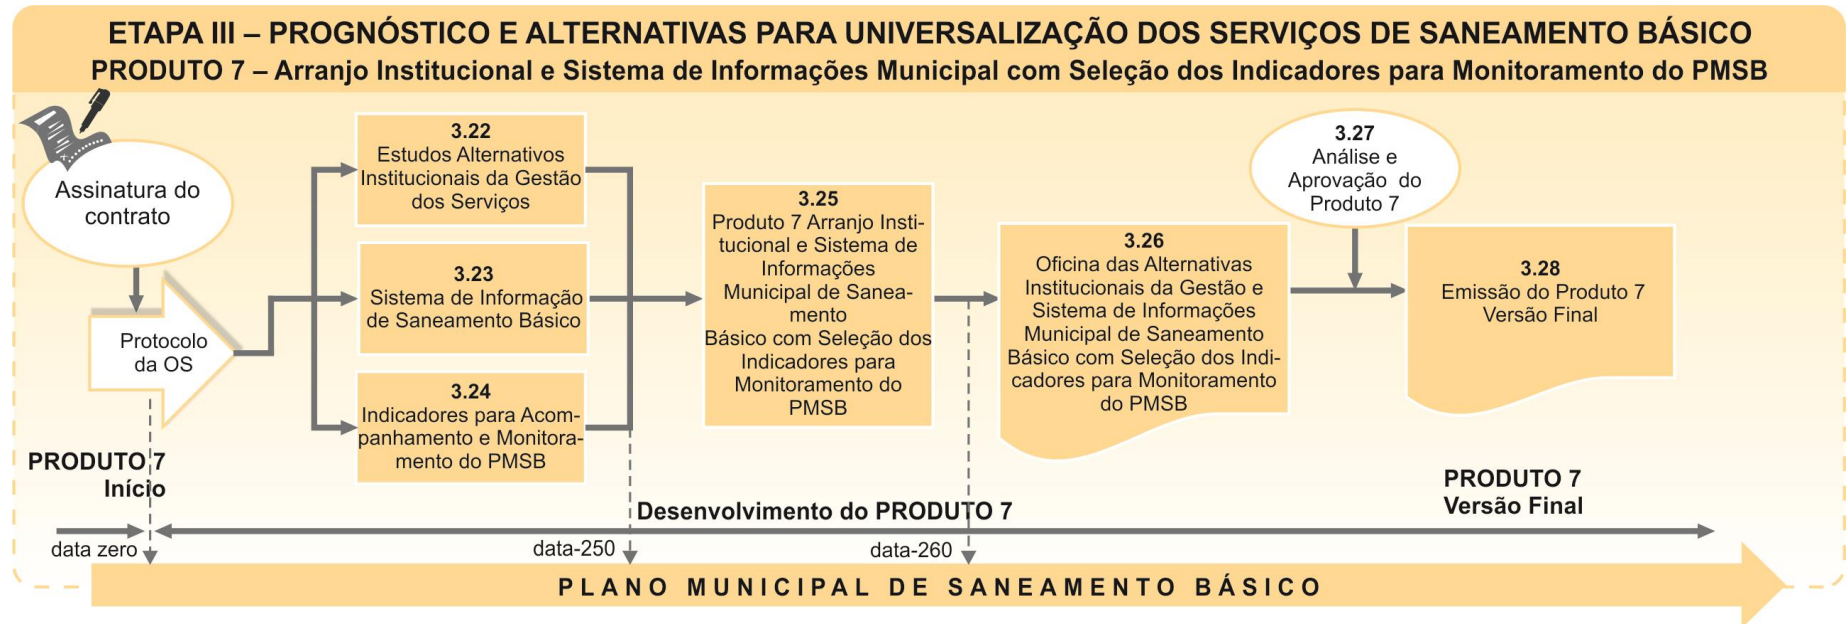 ETAPA III – PROGNÓSTICO E ALTERNATIVAS PARA UNIVERSALIZAÇÃO DOS SERVIÇOS DE SANEAMENTO BÁSICO
PRODUTO 7 – Arranjo Institucional e Sistema de Informações Municipal com Seleção dos Indicadores para Monitoramento do PMSB
Assinatura do
contrato
Protocolo
da OS
3.22
Estudos Alternativos
Institucionais da Gestão
dos Serviços
3.23
Sistema de Informação
de Saneamento Básico
3.24
Indicadores para Acom-
panhamento e Monitora-
mento do PMSB
3.25
Produto 7 Arranjo Insti-
tucional e Sistema de
Informações
Municipal de Sanea-
mento
Básico com Seleção dos
Indicadores para
Monitoramento do
PMSB
3.26
Oficina das Alternativas
Institucionais da Gestão e
Sistema de Informações
Municipal de Saneamento
Básico com Seleção dos Indi-
cadores para Monitoramento
do PMSB
3.27
Análise e
Aprovação do
Produto 7
3.28
Emissão do Produto 7
Versão Final
PRODUTO 7
Início
Desenvolvimento do PRODUTO 7
PRODUTO 7
Versão Final
data zero
data-250
data-260
PLANO MUNICIPAL DE SANEAMENTO BÁSICO